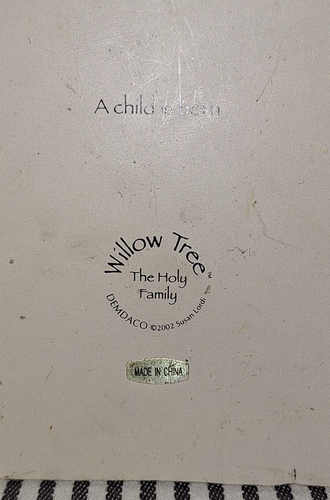 A child is born
Willow Tree®
The Holy
Family
DEMDACO ©2002 Susan Lordi
MADE IN CHINA